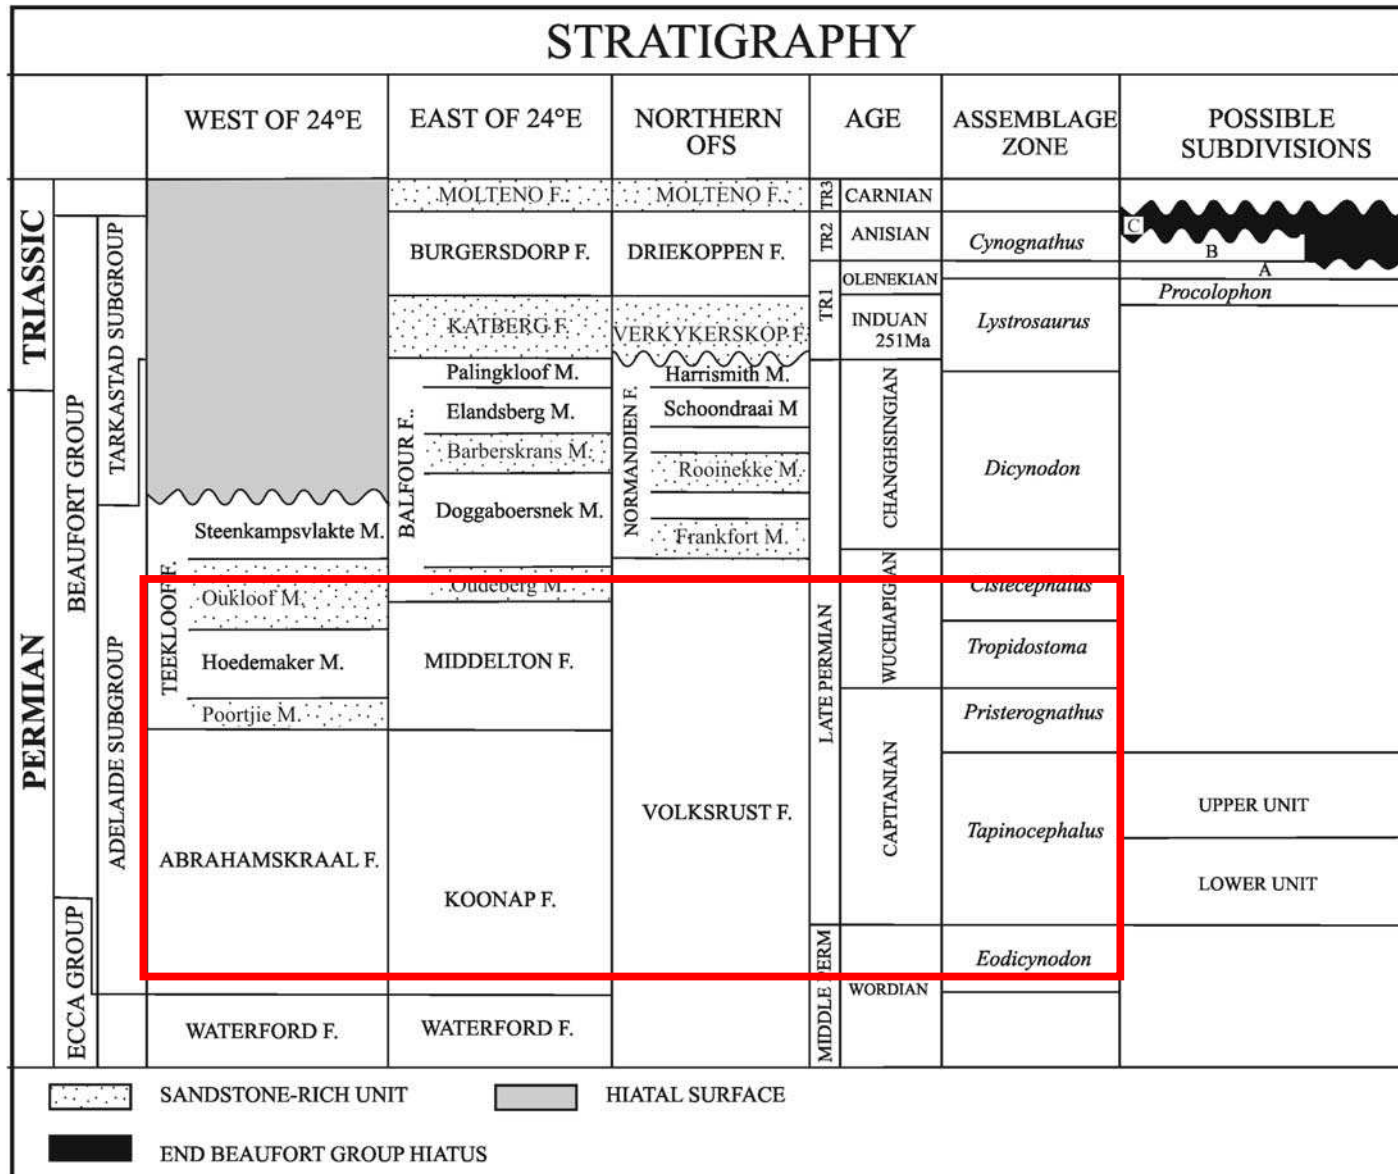 STRATIGRAPHY
WEST OF 24°E
EAST OF 24°E
NORTHERN
OFS
AGE
ASSEMBLAGE
ZONE
POSSIBLE
SUBDIVISIONS
TRIASSIC
PERMIAN
BEAUFORT GROUP
ECCA GROUP
TARKASTAD SUBGROUP
ADELAIDE SUBGROUP
Steenkampsvlakte M.
TEEKLOOF F.
Oukloof M.
Hoedemaker M.
Poortjie M.
ABRAHAMSKRAAL F.
WATERFORD F.
MOLTENO F..
BURGERSDORP F.
KATBERG F.
BALFOUR F..
Palingkloof M.
Elandsberg M.
Barberskrans M.
Doggaboersnek M.
Oudeberg M.
MIDDELTON F.
KOONAP F.
WATERFORD F.
MOLTENO F..
DRIEKOPPEN F.
VERKYKERSKOP F.
NORMANDIEN F.
Harrismith M.
Schoondraai M
Rooinekke M.
Frankfort M.
VOLKSRUST F.
TR3
TR2
TR1
LATE PERMIAN
MIDDLE PERM
CARNIAN
ANISIAN
OLENEKIAN
INDUAN
251Ma
CHANGHSINGIAN
WUCHIAPIGIAN
CAPITANIAN
WORDIAN
Cynognathus
Lystrosaurus
Dicynodon
Cistecephalus
Tropidostoma
Pristerognathus
Tapinocephalus
Eodicynodon
C
B
A
Procolophon
UPPER UNIT
LOWER UNIT
SANDSTONE-RICH UNIT
HIATAL SURFACE
END BEAUFORT GROUP HIATUS